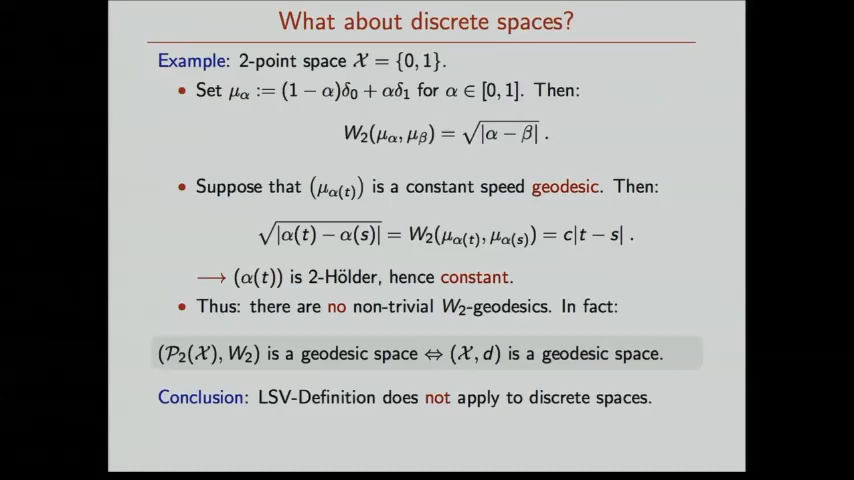 What about discrete spaces?
Example: 2-point space 𝒳 = {0, 1}.
• Set μ_α := (1 − α)δ_0 + αδ_1 for α ∈ [0, 1]. Then:
W_2(μ_α, μ_β) = √|α − β| .
• Suppose that (μ_α(t)) is a constant speed geodesic. Then:
√|α(t) − α(s)| = W_2(μ_α(t), μ_α(s)) = c|t − s| .
⟶ (α(t)) is 2-Hölder, hence constant.
• Thus: there are no non-trivial W_2-geodesics. In fact:
(𝒫_2(𝒳), W_2) is a geodesic space ⇔ (𝒳, d) is a geodesic space.
Conclusion: LSV-Definition does not apply to discrete spaces.